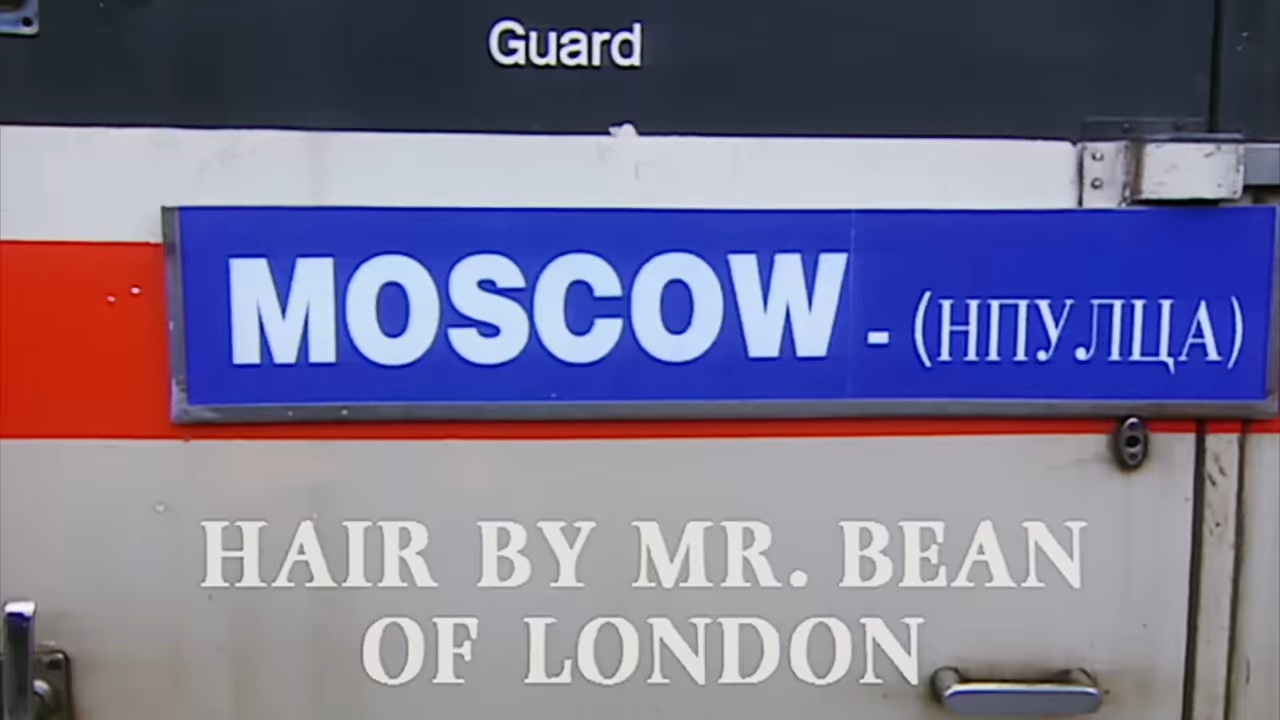 Guard
MOSCOW - (НПУЛЦА)
HAIR BY MR. BEAN
OF LONDON